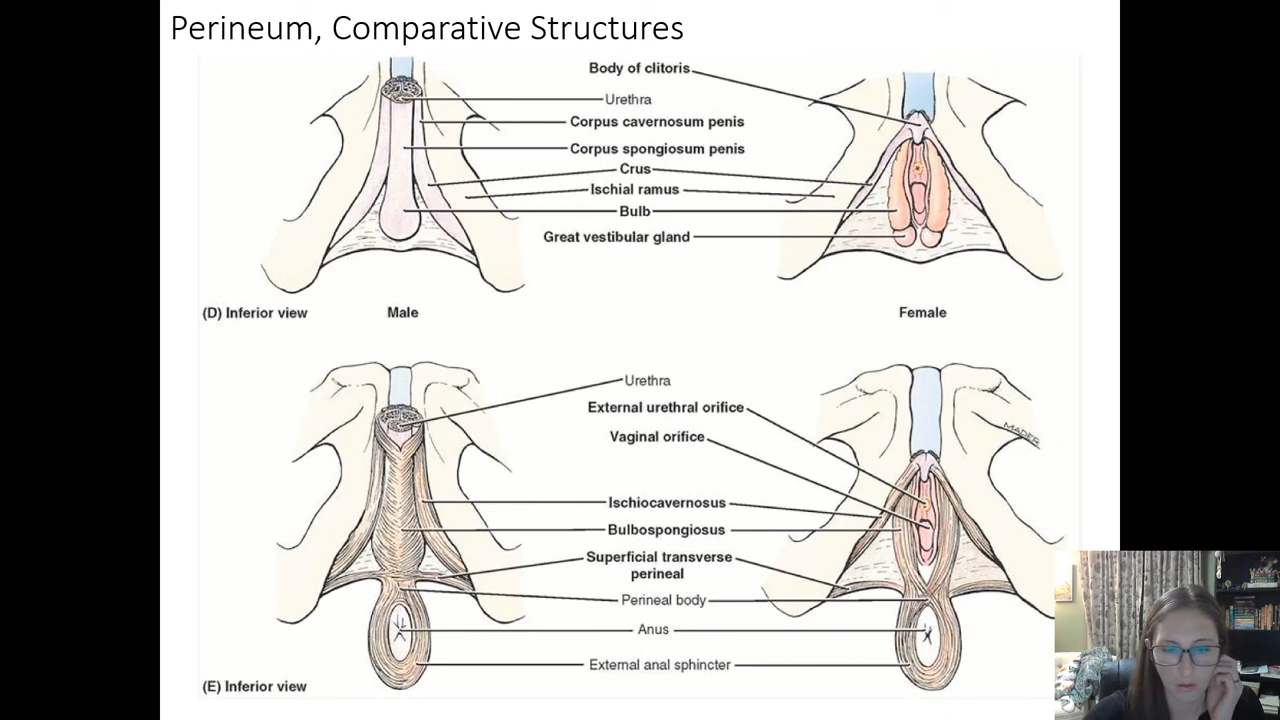 Perineum, Comparative Structures
Body of clitoris
Urethra
Corpus cavernosum penis
Corpus spongiosum penis
Crus
Ischial ramus
Bulb
Great vestibular gland
(D) Inferior view
Male
Female
Urethra
External urethral orifice
Vaginal orifice
MADER
Ischiocavernosus
Bulbospongiosus
Superficial transverse
perineal
Perineal body
Anus
External anal sphincter
(E) Inferior view